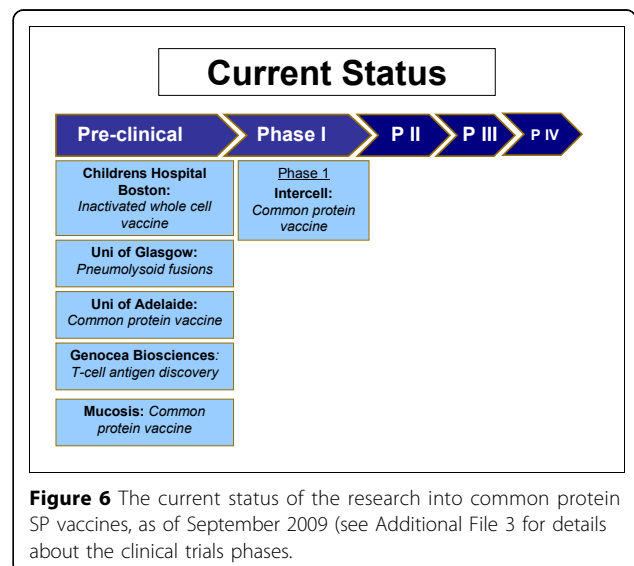 Current Status
Pre-clinical
Phase I
P II
P III
P IV
Childrens Hospital
Boston:
Inactivated whole cell
vaccine
Phase 1
Intercell:
Common protein
vaccine
Uni of Glasgow:
Pneumolysoid fusions
Uni of Adelaide:
Common protein vaccine
Genocea Biosciences:
T-cell antigen discovery
Mucosis: Common
protein vaccine
Figure 6 The current status of the research into common protein
SP vaccines, as of September 2009 (see Additional File 3 for details
about the clinical trials phases.